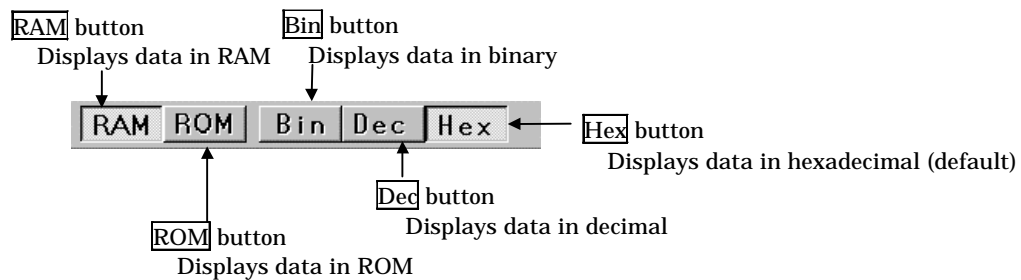 RAM button
Displays data in RAM
Bin button
Displays data in binary
RAM ROM Bin Dec Hex
Hex button
Displays data in hexadecimal (default)
Dec button
Displays data in decimal
ROM button
Displays data in ROM